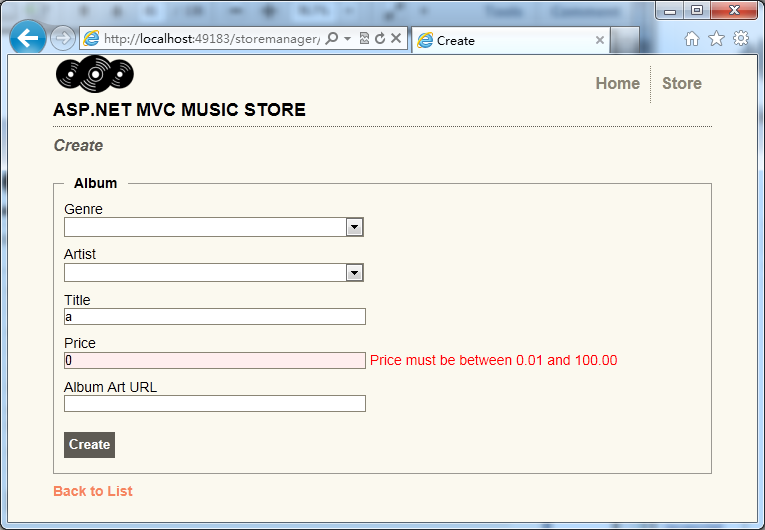 http://localhost:49183/storemanager/
Create
ASP.NET MVC MUSIC STORE
Home
Store
Create
Album
Genre
Artist
Title
a
Price
0 Price must be between 0.01 and 100.00
Album Art URL
Create
Back to List